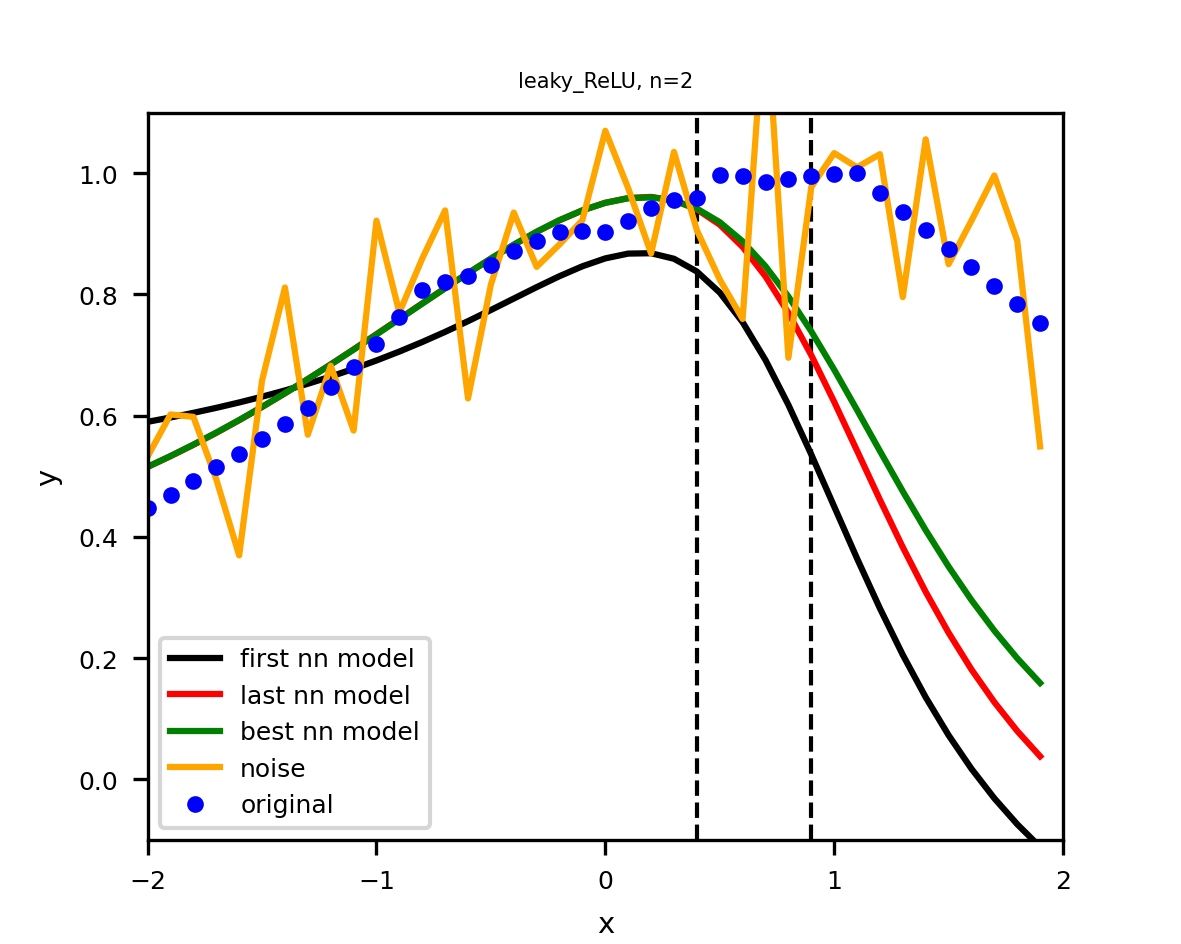 leaky_ReLU, n=2
1.0
0.8
0.6
0.4
0.2
0.0
y
first nn model
last nn model
best nn model
noise
original
−2
−1
0
1
2
x